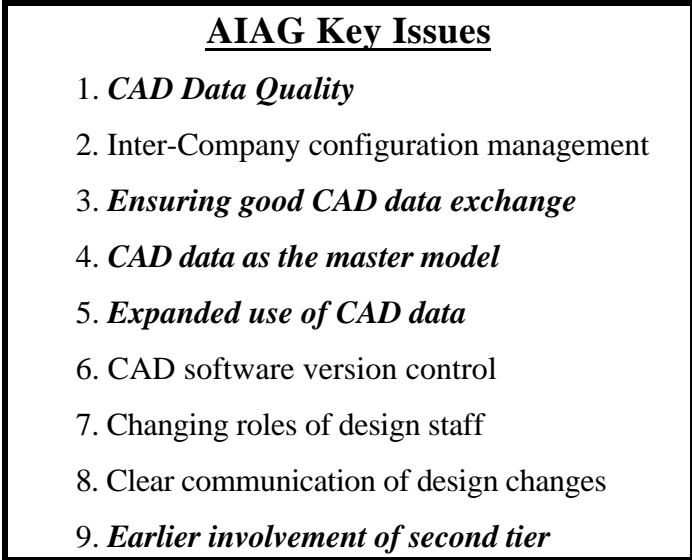 AIAG Key Issues
1. CAD Data Quality
2. Inter-Company configuration management
3. Ensuring good CAD data exchange
4. CAD data as the master model
5. Expanded use of CAD data
6. CAD software version control
7. Changing roles of design staff
8. Clear communication of design changes
9. Earlier involvement of second tier